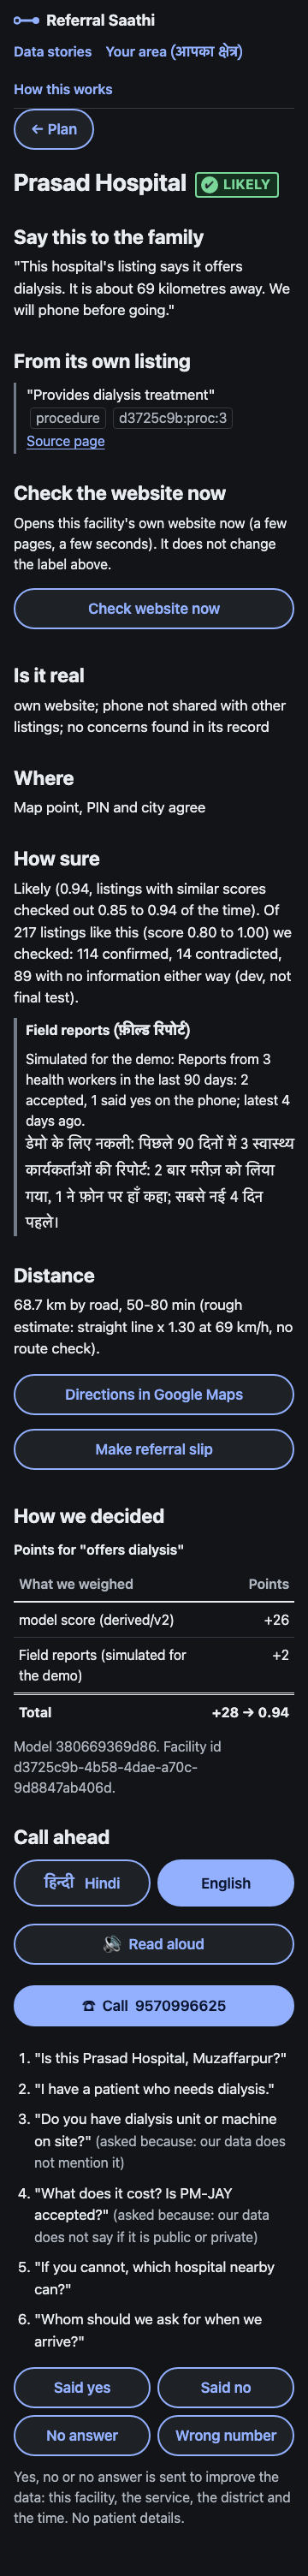 Referral Saathi
Data stories Your area (आपका क्षेत्र)
How this works
← Plan
Prasad Hospital ✔ LIKELY
Say this to the family
"This hospital's listing says it offers
dialysis. It is about 69 kilometres away. We
will phone before going."
From its own listing
"Provides dialysis treatment"
procedure d3725c9b:proc:3
Source page
Check the website now
Opens this facility's own website now (a few
pages, a few seconds). It does not change
the label above.
Check website now
Is it real
own website; phone not shared with other
listings; no concerns found in its record
Where
Map point, PIN and city agree
How sure
Likely (0.94, listings with similar scores
checked out 0.85 to 0.94 of the time). Of
217 listings like this (score 0.80 to 1.00) we
checked: 114 confirmed, 14 contradicted,
89 with no information either way (dev, not
final test).
Field reports (फ़ील्ड रिपोर्ट)
Simulated for the demo: Reports from 3
health workers in the last 90 days: 2
accepted, 1 said yes on the phone; latest 4
days ago.
डेमो के लिए नकली: पिछले 90 दिनों में 3 स्वास्थ्य
कार्यकर्ताओं की रिपोर्ट: 2 बार मरीज़ को लिया
गया, 1 ने फ़ोन पर हाँ कहा; सबसे नई 4 दिन
पहले।
Distance
68.7 km by road, 50-80 min (rough
estimate: straight line x 1.30 at 69 km/h, no
route check).
Directions in Google Maps
Make referral slip
How we decided
Points for "offers dialysis"
What we weighed Points
model score (derived/v2) +26
Field reports (simulated for +2
the demo)
Total +28 → 0.94
Model 380669369d86. Facility id
d3725c9b-4b58-4dae-a70c-
9d8847ab406d.
Call ahead
हिन्दी Hindi English
🔊 Read aloud
☎ Call 9570996625
1. "Is this Prasad Hospital, Muzaffarpur?"
2. "I have a patient who needs dialysis."
3. "Do you have dialysis unit or machine
on site?" (asked because: our data does
not mention it)
4. "What does it cost? Is PM-JAY
accepted?" (asked because: our data
does not say if it is public or private)
5. "If you cannot, which hospital nearby
can?"
6. "Whom should we ask for when we
arrive?"
Said yes Said no
No answer Wrong number
Yes, no or no answer is sent to improve the
data: this facility, the service, the district and
the time. No patient details.